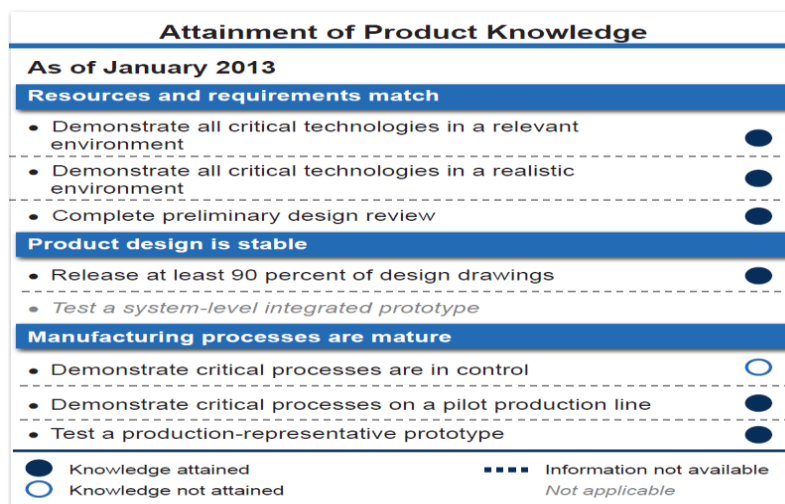 Attainment of Product Knowledge
As of January 2013
Resources and requirements match
• Demonstrate all critical technologies in a relevant
environment
• Demonstrate all critical technologies in a realistic
environment
• Complete preliminary design review
Product design is stable
• Release at least 90 percent of design drawings
• Test a system-level integrated prototype
Manufacturing processes are mature
• Demonstrate critical processes are in control
• Demonstrate critical processes on a pilot production line
• Test a production-representative prototype
Knowledge attained
Information not available
Knowledge not attained
Not applicable